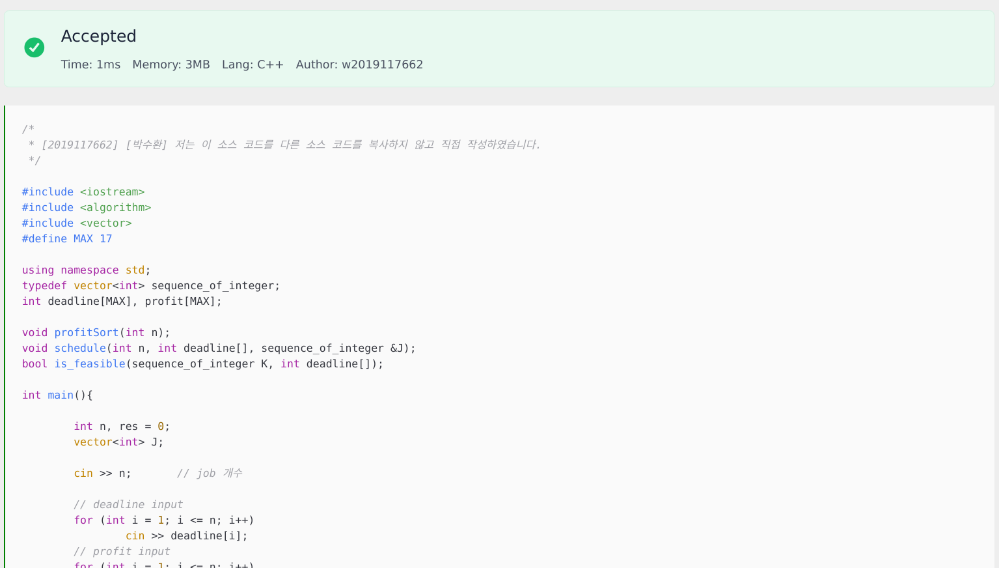 Accepted
Time: 1ms Memory: 3MB Lang: C++ Author: w2019117662
/*
 * [2019117662] [박수환] 저는 이 소스 코드를 다른 소스 코드를 복사하지 않고 직접 작성하였습니다.
 */
#include <iostream>
#include <algorithm>
#include <vector>
#define MAX 17
using namespace std;
typedef vector<int> sequence_of_integer;
int deadline[MAX], profit[MAX];
void profitSort(int n);
void schedule(int n, int deadline[], sequence_of_integer &J);
bool is_feasible(sequence_of_integer K, int deadline[]);
int main(){
        int n, res = 0;
        vector<int> J;
        cin >> n;       // job 개수
        // deadline input
        for (int i = 1; i <= n; i++)
                cin >> deadline[i];
        // profit input
        for (int i = 1; i <= n; i++)